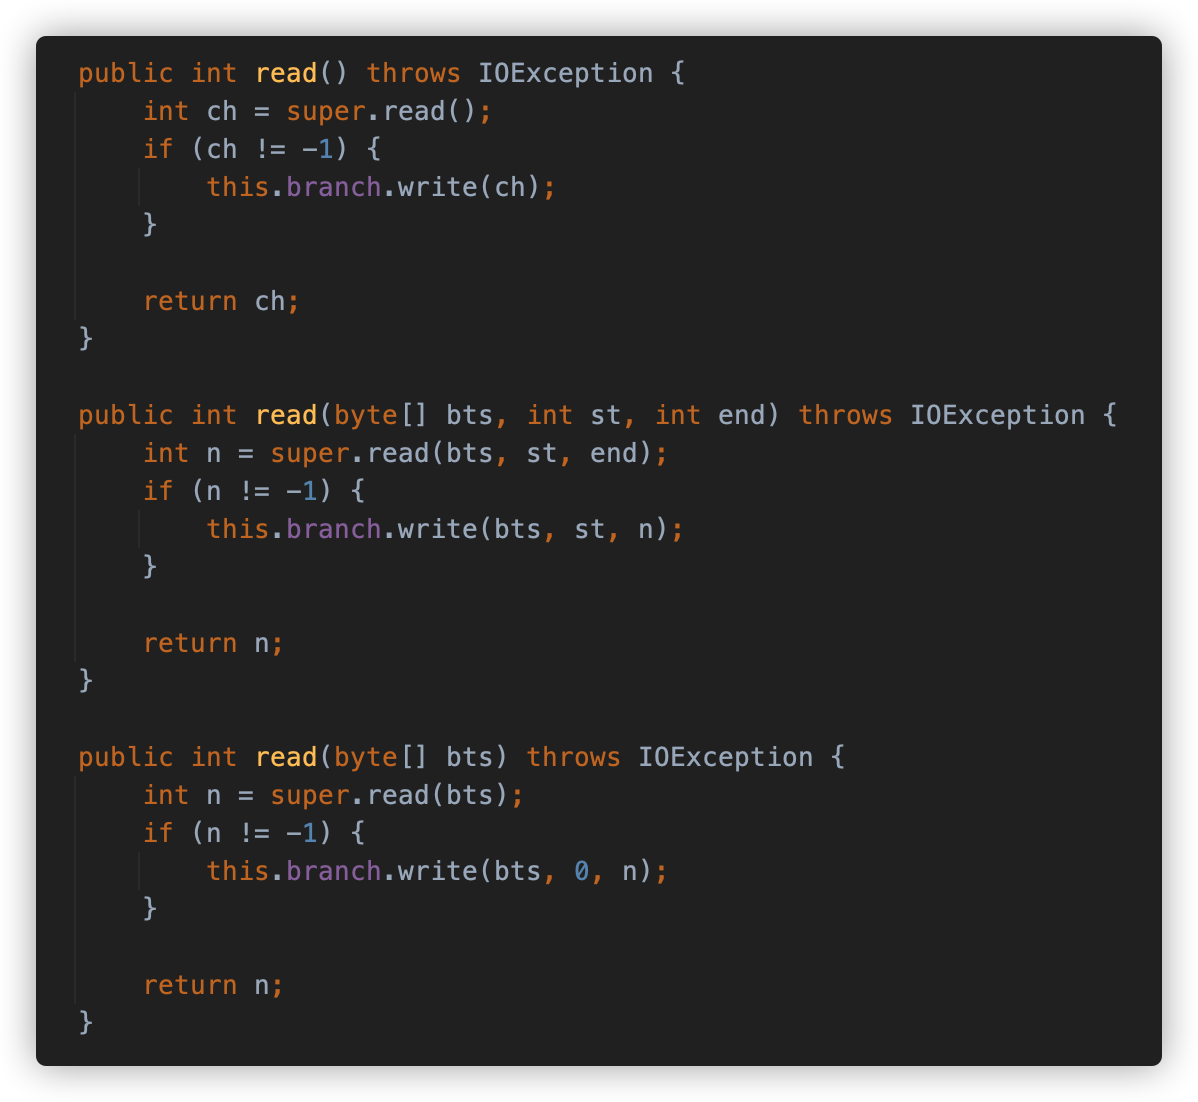 public int read() throws IOException {
    int ch = super.read();
    if (ch != -1) {
        this.branch.write(ch);
    }

    return ch;
}

public int read(byte[] bts, int st, int end) throws IOException {
    int n = super.read(bts, st, end);
    if (n != -1) {
        this.branch.write(bts, st, n);
    }

    return n;
}

public int read(byte[] bts) throws IOException {
    int n = super.read(bts);
    if (n != -1) {
        this.branch.write(bts, 0, n);
    }

    return n;
}